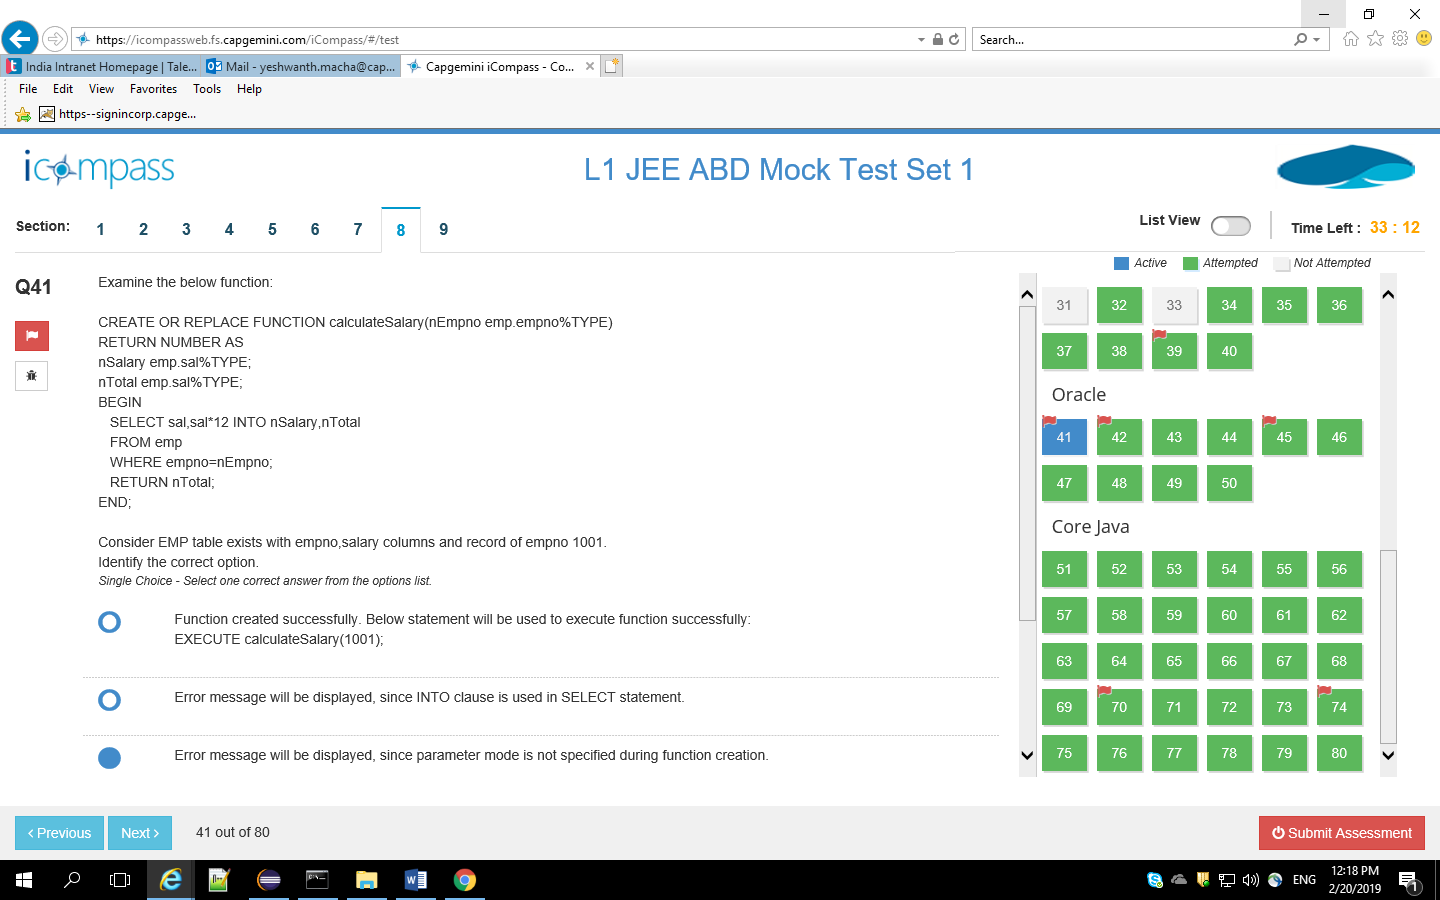 https://icompassweb.fs.capgemini.com/iCompass/#/test
Search...
India Intranet Homepage | Tale...
Mail - yeshwanth.macha@cap...
Capgemini iCompass - Co...
File Edit View Favorites Tools Help
https--signincorp.capge...
icompass
L1 JEE ABD Mock Test Set 1
Section: 1 2 3 4 5 6 7 8 9
List View
Time Left : 33 : 12
Active Attempted Not Attempted
Q41
Examine the below function:
CREATE OR REPLACE FUNCTION calculateSalary(nEmpno emp.empno%TYPE)
RETURN NUMBER AS
nSalary emp.sal%TYPE;
nTotal emp.sal%TYPE;
BEGIN
SELECT sal,sal*12 INTO nSalary,nTotal
FROM emp
WHERE empno=nEmpno;
RETURN nTotal;
END;
Consider EMP table exists with empno,salary columns and record of empno 1001.
Identify the correct option.
Single Choice - Select one correct answer from the options list.
Function created successfully. Below statement will be used to execute function successfully:
EXECUTE calculateSalary(1001);
Error message will be displayed, since INTO clause is used in SELECT statement.
Error message will be displayed, since parameter mode is not specified during function creation.
31 32 33 34 35 36
37 38 39 40
Oracle
41 42 43 44 45 46
47 48 49 50
Core Java
51 52 53 54 55 56
57 58 59 60 61 62
63 64 65 66 67 68
69 70 71 72 73 74
75 76 77 78 79 80
‹ Previous
Next ›
41 out of 80
Submit Assessment
ENG
12:18 PM
2/20/2019
1